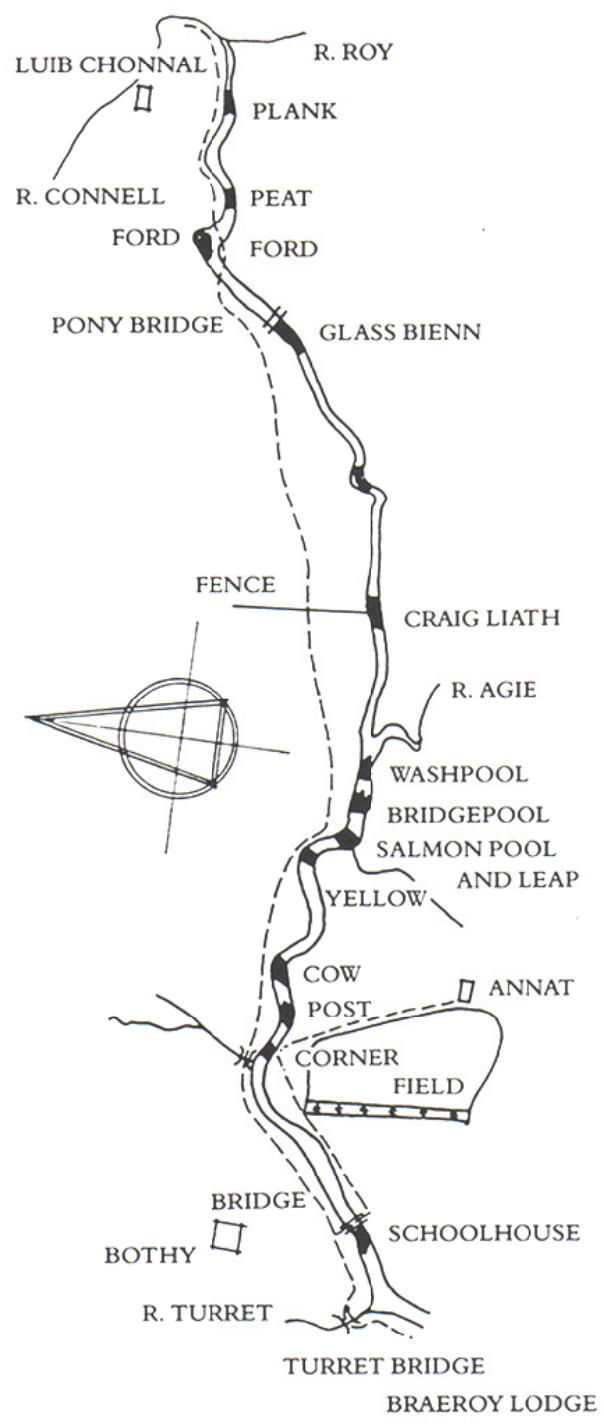 R. ROY
LUIB CHONNAL
PLANK
R. CONNELL
PEAT
FORD
FORD
PONY BRIDGE
GLASS BIENN
FENCE
CRAIG LIATH
R. AGIE
WASHPOOL
BRIDGEPOOL
SALMON POOL
AND LEAP
YELLOW
COW
ANNAT
POST
CORNER
FIELD
BRIDGE
SCHOOLHOUSE
BOTHY
R. TURRET
TURRET BRIDGE
BRAEROY LODGE